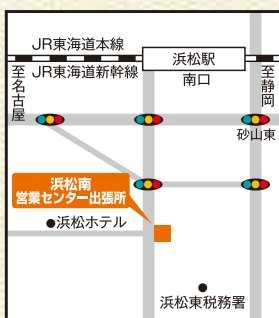 JR東海道本線
浜松駅
至名古屋
JR東海道新幹線
南口
至静岡
砂山東
浜松南
営業センター出張所
●浜松ホテル
浜松東税務署